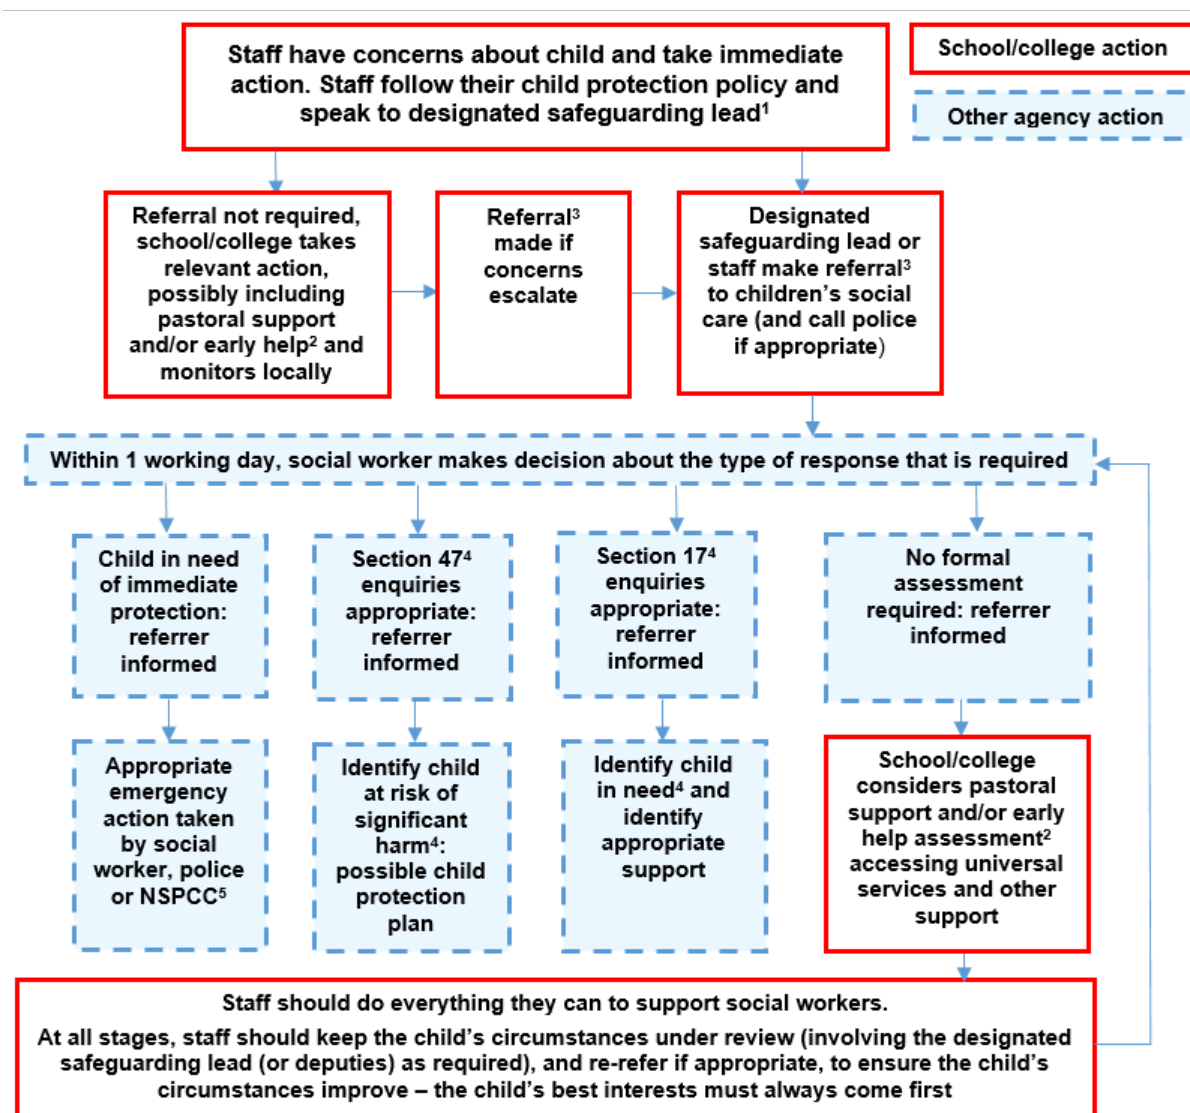 Staff have concerns about child and take immediate
action. Staff follow their child protection policy and
speak to designated safeguarding lead¹
School/college action
Other agency action
Referral not required,
school/college takes
relevant action,
possibly including
pastoral support
and/or early help² and
monitors locally
Referral³
made if
concerns
escalate
Designated
safeguarding lead or
staff make referral³
to children’s social
care (and call police
if appropriate)
Within 1 working day, social worker makes decision about the type of response that is required
Child in need
of immediate
protection:
referrer
informed
Section 47⁴
enquiries
appropriate:
referrer
informed
Section 17⁴
enquiries
appropriate:
referrer
informed
No formal
assessment
required: referrer
informed
Appropriate
emergency
action taken
by social
worker, police
or NSPCC⁵
Identify child
at risk of
significant
harm⁴:
possible child
protection
plan
Identify child
in need⁴ and
identify
appropriate
support
School/college
considers pastoral
support and/or early
help assessment²
accessing universal
services and other
support
Staff should do everything they can to support social workers.
At all stages, staff should keep the child’s circumstances under review (involving the designated
safeguarding lead (or deputies) as required), and re-refer if appropriate, to ensure the child’s
circumstances improve – the child’s best interests must always come first